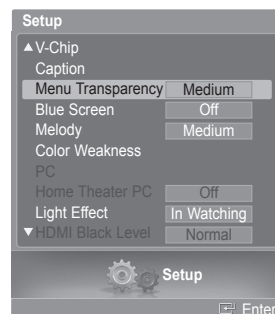 Setup
▲V-Chip
Caption
Menu Transparency Medium
Blue Screen Off
Melody Medium
Color Weakness
PC
Home Theater PC Off
Light Effect In Watching
▼HDMI Black Level Normal
Setup
Enter